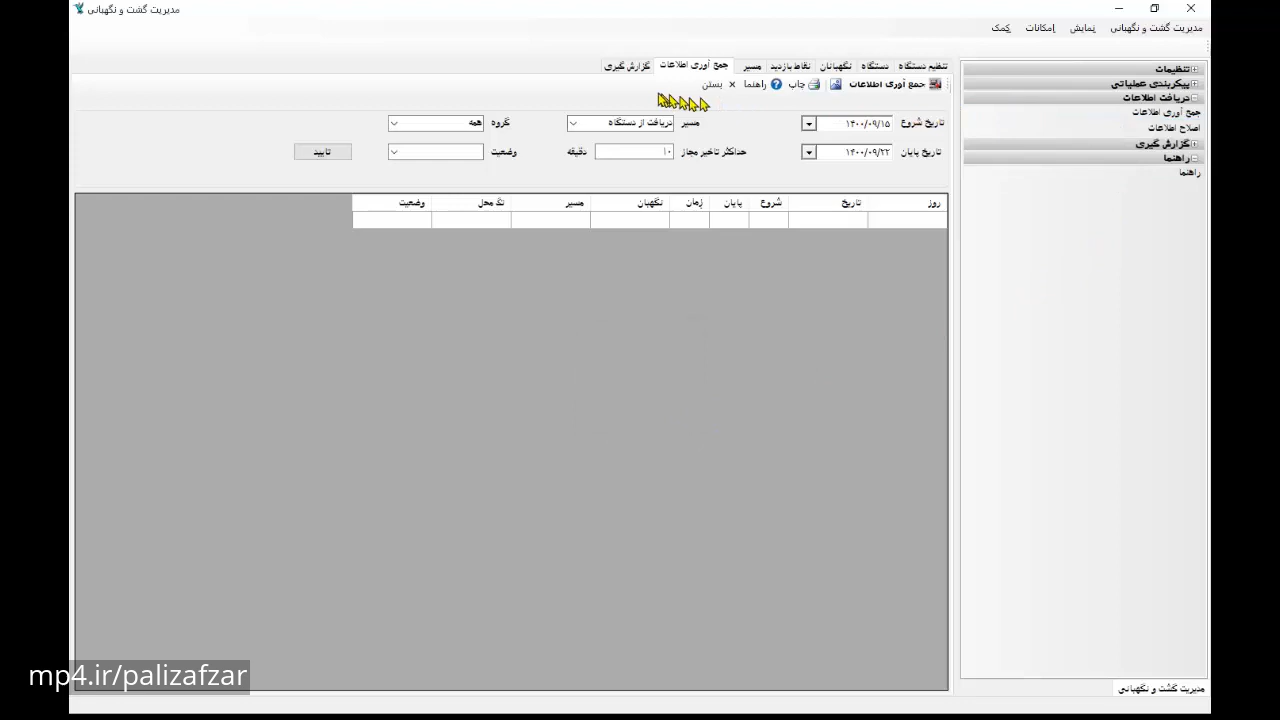 مدیریت گشت و نگهبانی
مدیریت گشت و نگهبانی نمایش امکانات کمک
تنظیم دستگاه دستگاه نگهبانان نقاط بازدید مسیر جمع آوری اطلاعات گزارش گیری
جمع آوری اطلاعات چاپ راهنما بستن
تاریخ شروع ۱۴۰۰/۰۹/۱۵ مسیر دریافت از دستگاه گروه همه
تاریخ پایان ۱۴۰۰/۰۹/۲۲ حداکثر تاخیر مجاز ۱۰ دقیقه وضعیت تایید
روز تاریخ شروع پایان زمان نگهبان مسیر تگ محل وضعیت
تنظیمات
پیکربندی عملیاتی
دریافت اطلاعات
جمع آوری اطلاعات
اصلاح اطلاعات
گزارش گیری
راهنما
راهنما
مدیریت گشت و نگهبانی
mp4.ir/palizafzar